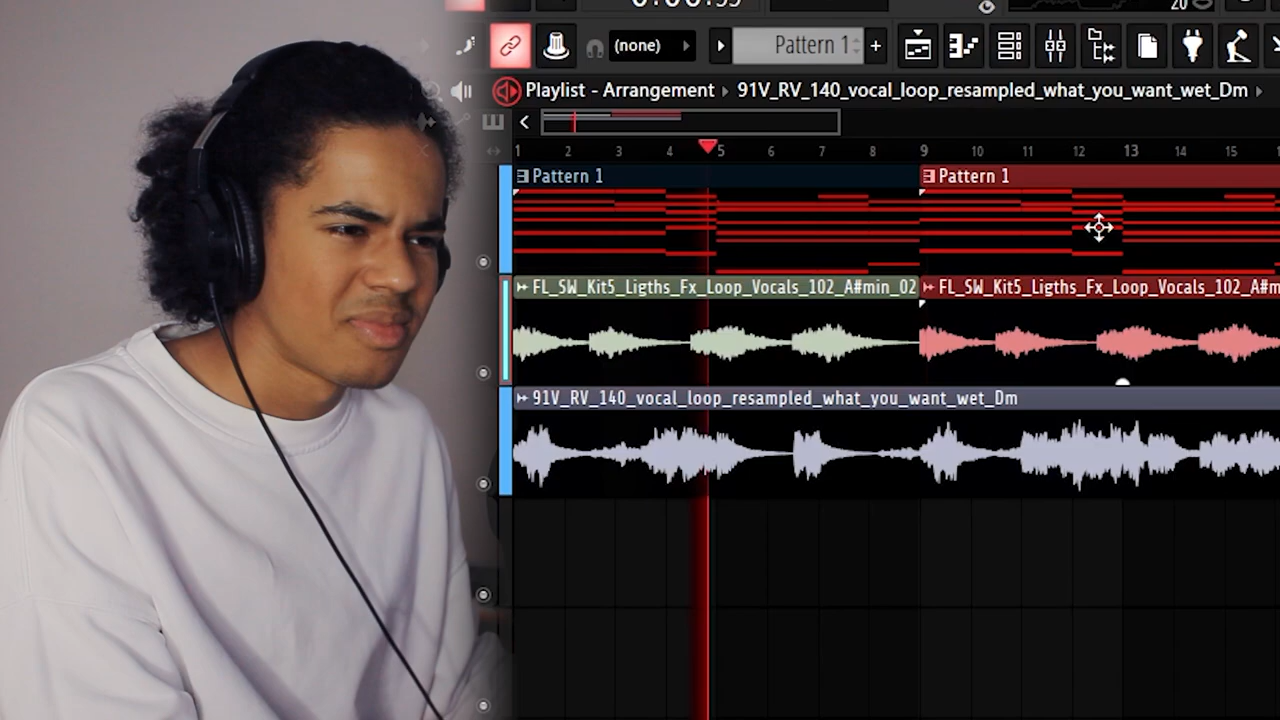 20
(none)
Pattern 1
+
Playlist - Arrangement
91V_RV_140_vocal_loop_resampled_what_you_want_wet_Dm
1 2 3 4 5 6 7 8 9 10 11 12 13 14 15
Pattern 1
Pattern 1
FL_SW_Kit5_Ligths_Fx_Loop_Vocals_102_A#min_02
FL_SW_Kit5_Ligths_Fx_Loop_Vocals_102_A#m
91V_RV_140_vocal_loop_resampled_what_you_want_wet_Dm